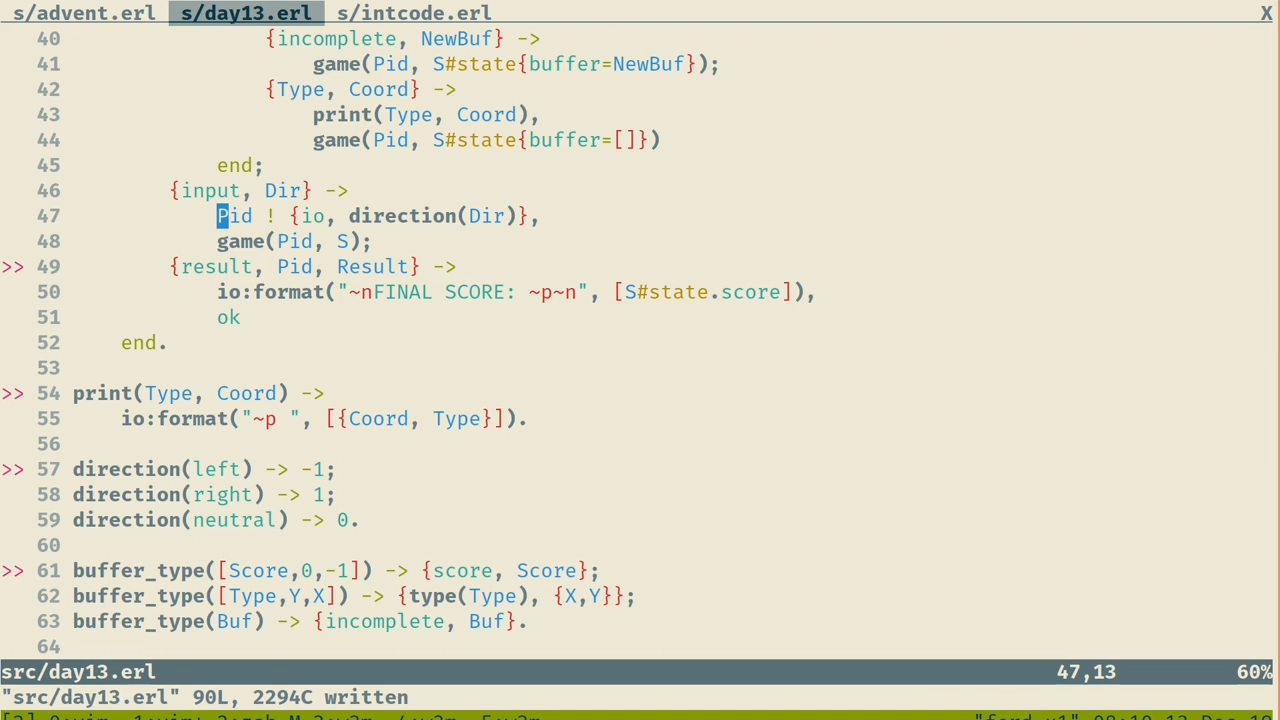 s/advent.erl s/day13.erl s/intcode.erl X
40 {incomplete, NewBuf} ->
41 game(Pid, S#state{buffer=NewBuf});
42 {Type, Coord} ->
43 print(Type, Coord),
44 game(Pid, S#state{buffer=[]})
45 end;
46 {input, Dir} ->
47 Pid ! {io, direction(Dir)},
48 game(Pid, S);
>> 49 {result, Pid, Result} ->
50 io:format("~nFINAL SCORE: ~p~n", [S#state.score]),
51 ok
52 end.
53
>> 54 print(Type, Coord) ->
55 io:format("~p ", [{Coord, Type}]).
56
>> 57 direction(left) -> -1;
58 direction(right) -> 1;
59 direction(neutral) -> 0.
60
>> 61 buffer_type([Score,0,-1]) -> {score, Score};
62 buffer_type([Type,Y,X]) -> {type(Type), {X,Y}};
63 buffer_type(Buf) -> {incomplete, Buf}.
64
src/day13.erl 47,13 60%
"src/day13.erl" 90L, 2294C written